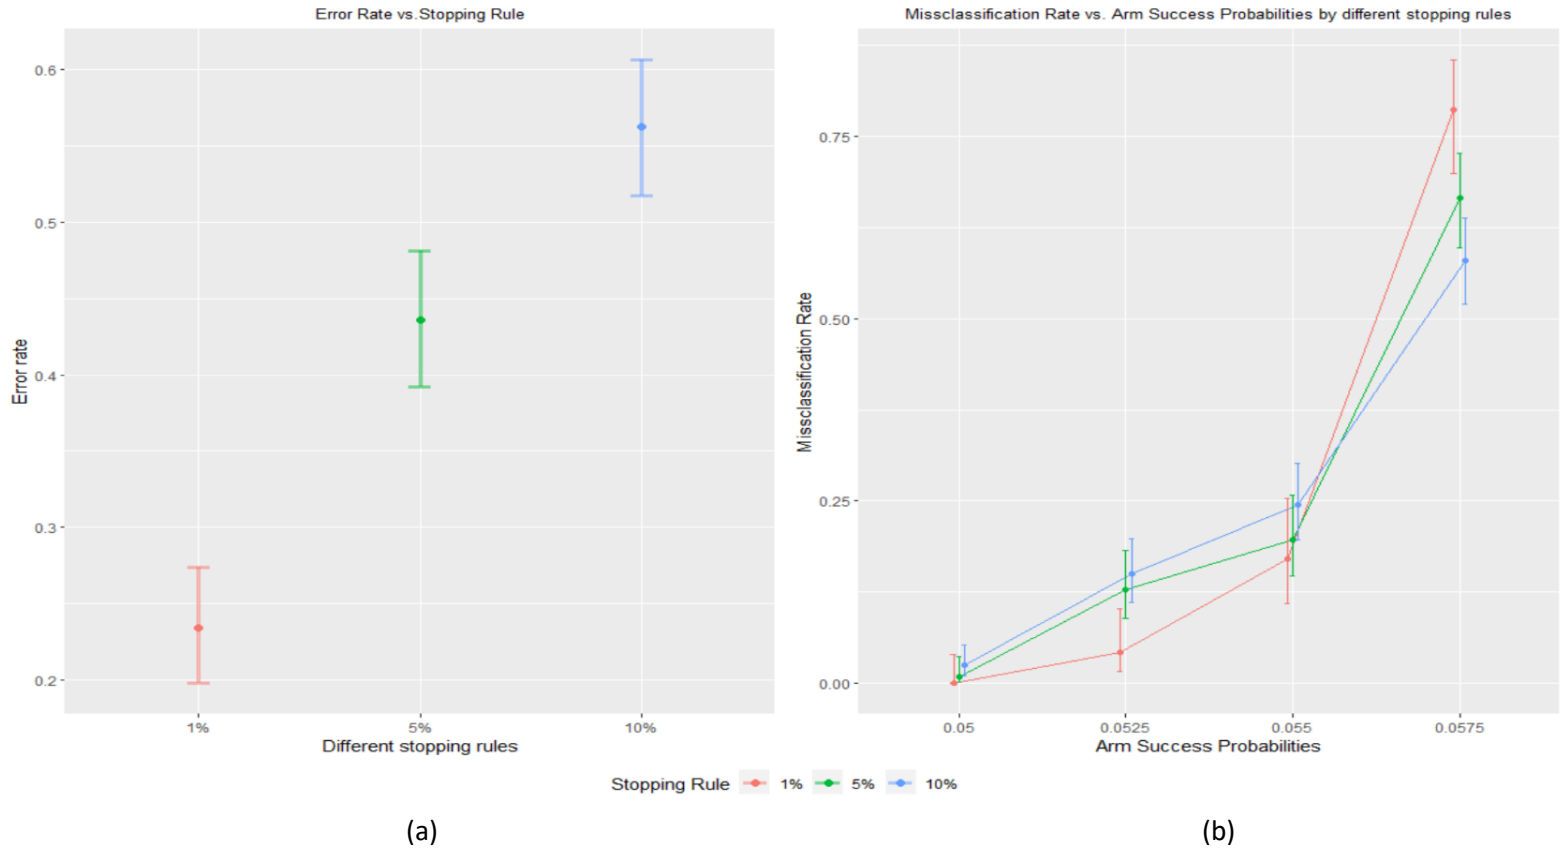 Error Rate vs.Stopping Rule
0.6
0.5
0.4
0.3
0.2
Error rate
1%
5%
10%
Different stopping rules
Missclassification Rate vs. Arm Success Probabilities by different stopping rules
0.75
0.50
0.25
0.00
Missclassification Rate
0.05
0.0525
0.055
0.0575
Arm Success Probabilities
Stopping Rule 1% 5% 10%
(a)
(b)